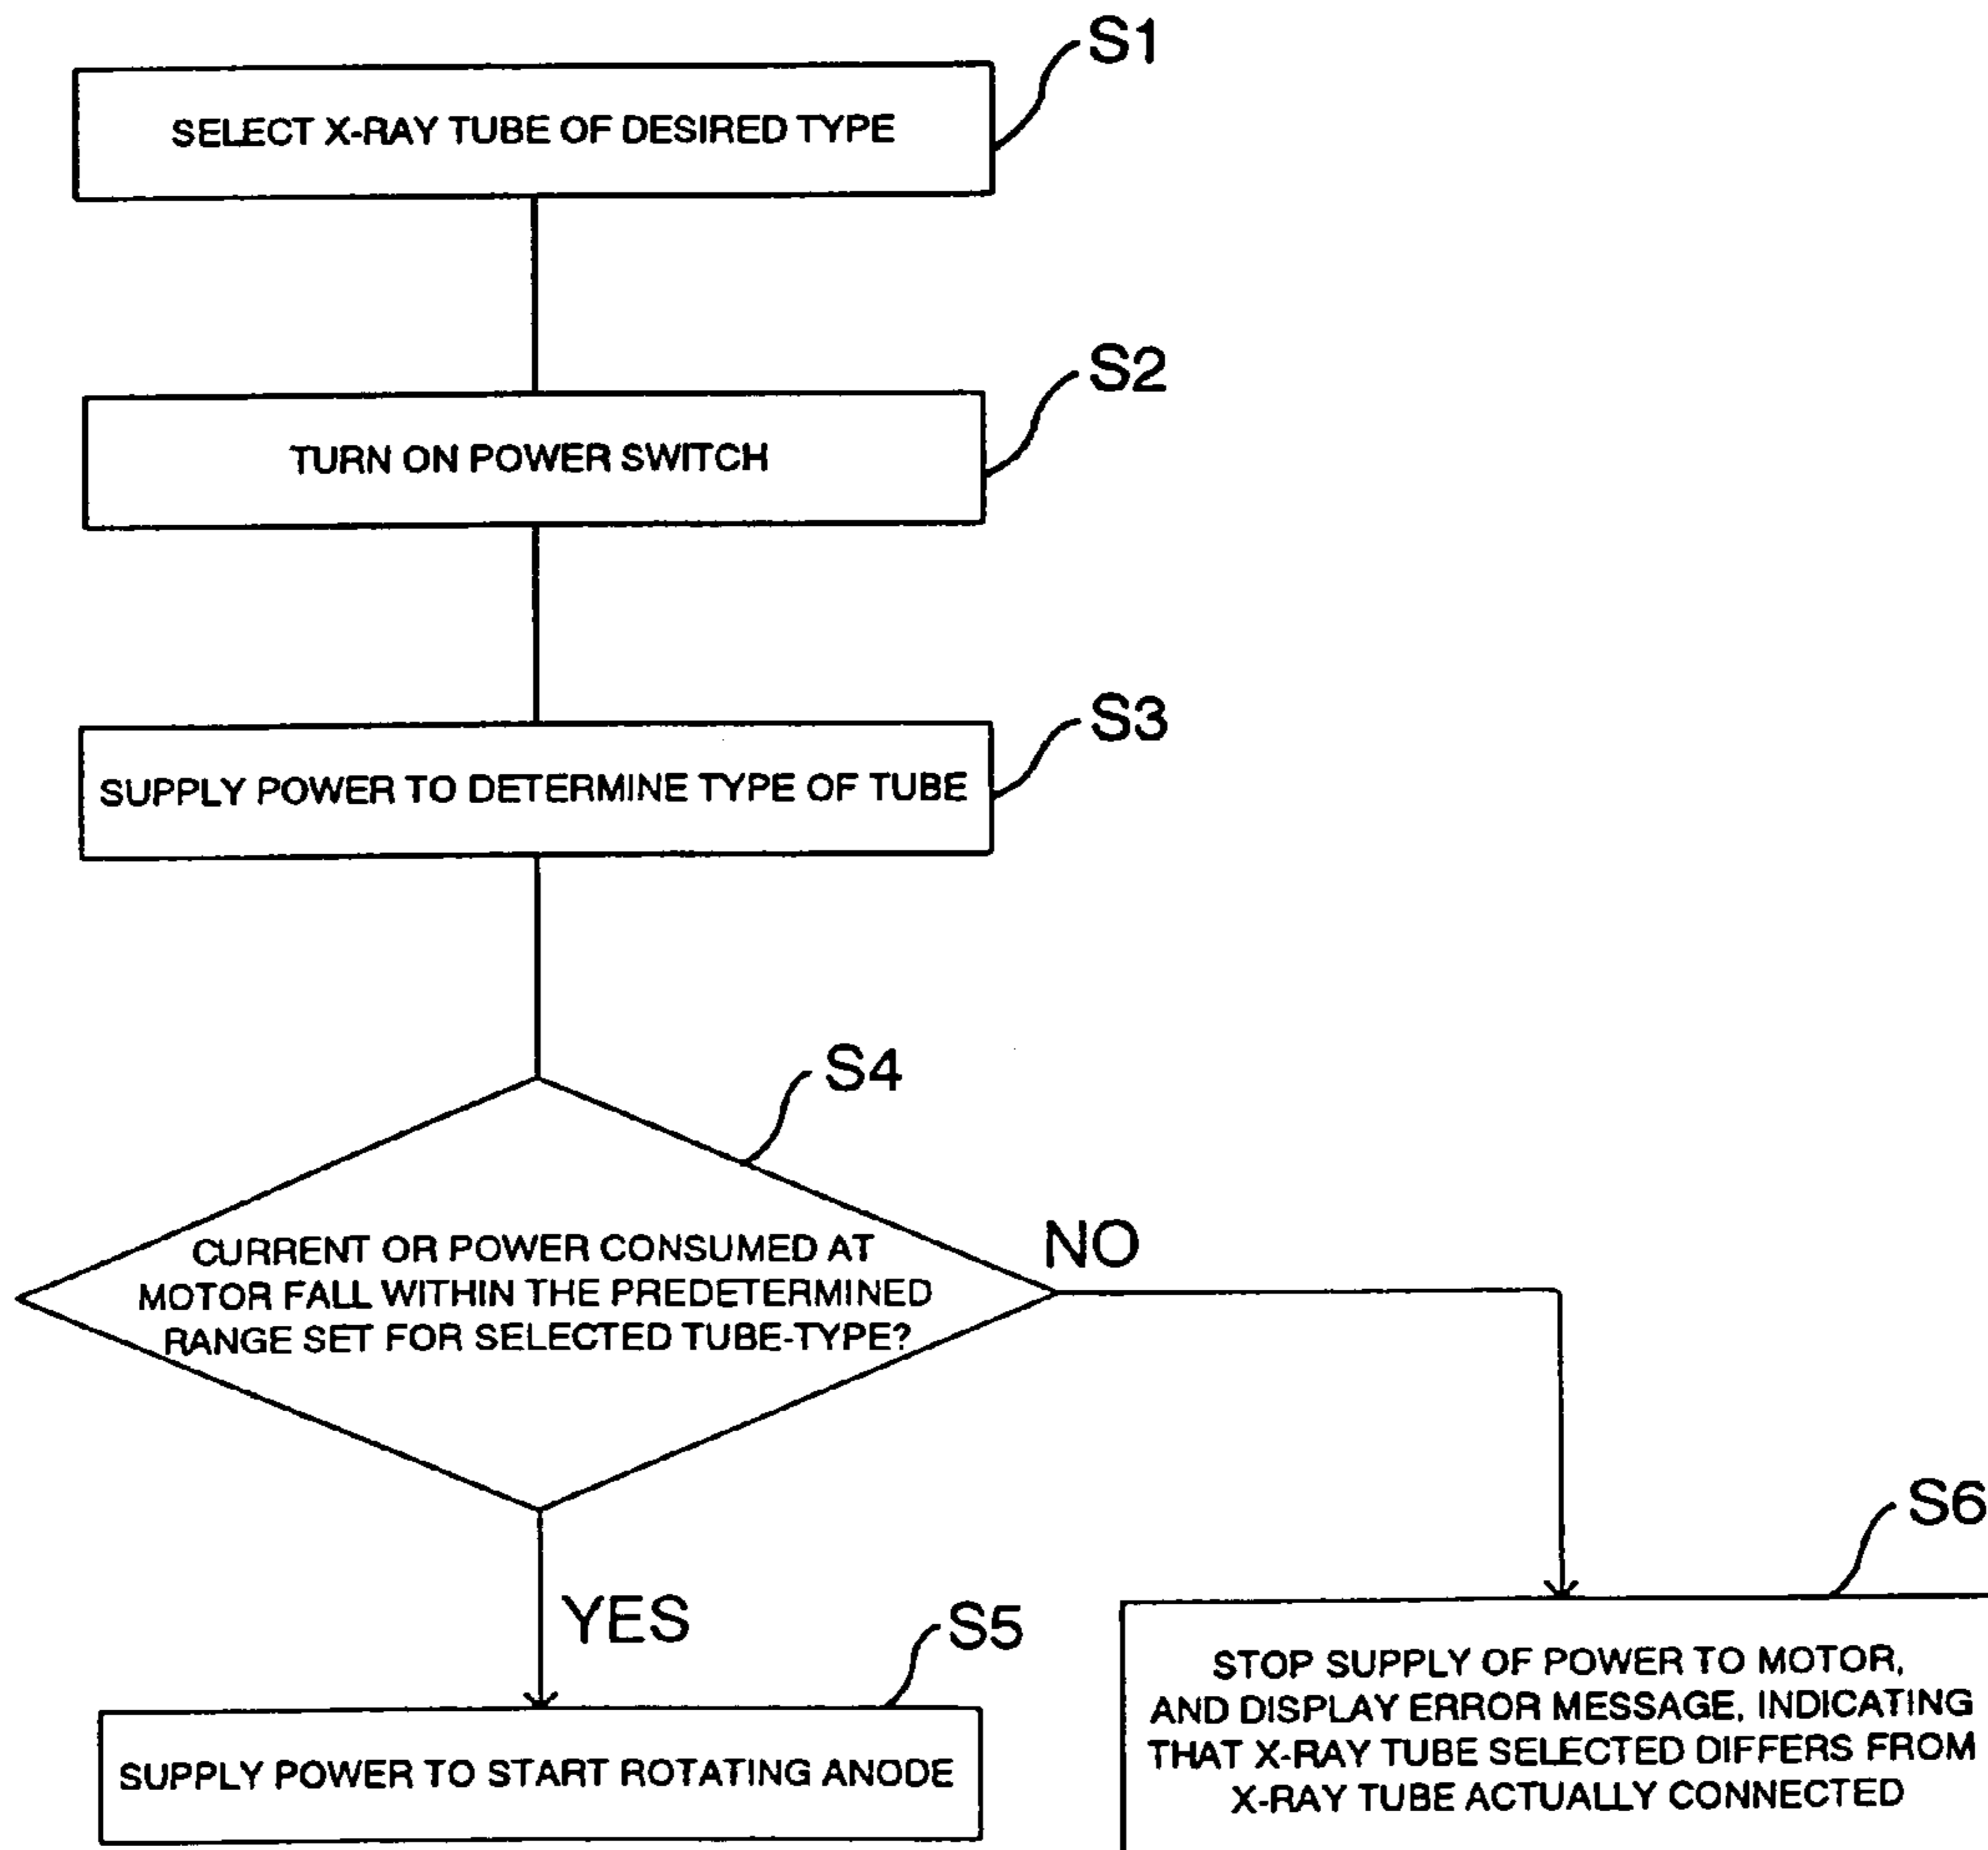 S1
SELECT X-RAY TUBE OF DESIRED TYPE
S2
TURN ON POWER SWITCH
S3
SUPPLY POWER TO DETERMINE TYPE OF TUBE
S4
CURRENT OR POWER CONSUMED AT
MOTOR FALL WITHIN THE PREDETERMINED
RANGE SET FOR SELECTED TUBE-TYPE?
NO
YES
S5
SUPPLY POWER TO START ROTATING ANODE
S6
STOP SUPPLY OF POWER TO MOTOR,
AND DISPLAY ERROR MESSAGE, INDICATING
THAT X-RAY TUBE SELECTED DIFFERS FROM
X-RAY TUBE ACTUALLY CONNECTED